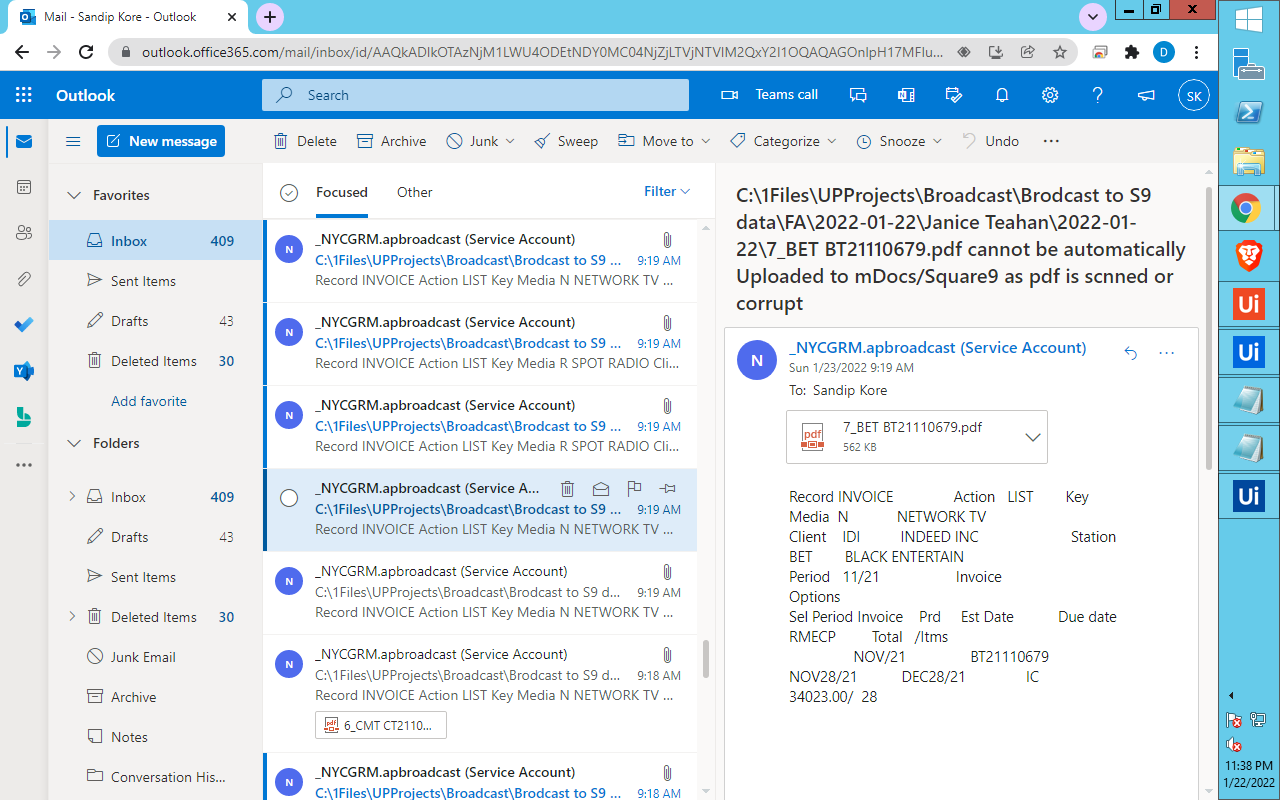 Mail - Sandip Kore - Outlook
outlook.office365.com/mail/inbox/id/AAQkADIkOTAzNjM1LWU4ODEtNDY0MC04NjZjLTVjNTVlM2QxY2I1OQAQAGOnIpH17MFIu...
D
Outlook
Search
Teams call
SK
New message
Delete
Archive
Junk
Sweep
Move to
Categorize
Snooze
Undo
Favorites
Inbox 409
Sent Items
Drafts 43
Deleted Items 30
Add favorite
Folders
Inbox 409
Drafts 43
Sent Items
Deleted Items 30
Junk Email
Archive
Notes
Conversation His...
Focused
Other
Filter
N
_NYCGRM.apbroadcast (Service Account)
C:\1Files\UPProjects\Broadcast\Brodcast to S9 ... 9:19 AM
Record INVOICE Action LIST Key Media N NETWORK TV ...
N
_NYCGRM.apbroadcast (Service Account)
C:\1Files\UPProjects\Broadcast\Brodcast to S9 ... 9:19 AM
Record INVOICE Action LIST Key Media R SPOT RADIO Cli...
N
_NYCGRM.apbroadcast (Service Account)
C:\1Files\UPProjects\Broadcast\Brodcast to S9 ... 9:19 AM
Record INVOICE Action LIST Key Media R SPOT RADIO Cli...
_NYCGRM.apbroadcast (Service A...
C:\1Files\UPProjects\Broadcast\Brodcast to S9 ... 9:19 AM
Record INVOICE Action LIST Key Media N NETWORK TV ...
N
_NYCGRM.apbroadcast (Service Account)
C:\1Files\UPProjects\Broadcast\Brodcast to S9 d... 9:19 AM
Record INVOICE Action LIST Key Media N NETWORK TV ...
N
_NYCGRM.apbroadcast (Service Account)
C:\1Files\UPProjects\Broadcast\Brodcast to S9 d... 9:18 AM
Record INVOICE Action LIST Key Media N NETWORK TV ...
pdf
6_CMT CT2110...
N
_NYCGRM.apbroadcast (Service Account)
C:\1Files\UPProjects\Broadcast\Brodcast to S9 ... 9:18 AM
C:\1Files\UPProjects\Broadcast\Brodcast to S9
data\FA\2022-01-22\Janice Teahan\2022-01-
22\7_BET BT21110679.pdf cannot be automatically
Uploaded to mDocs/Square9 as pdf is scnned or
corrupt
N
_NYCGRM.apbroadcast (Service Account)
Sun 1/23/2022 9:19 AM
To: Sandip Kore
pdf
7_BET BT21110679.pdf
562 KB
Record INVOICE Action LIST Key
Media N NETWORK TV
Client IDI INDEED INC Station
BET BLACK ENTERTAIN
Period 11/21 Invoice
Options
Sel Period Invoice Prd Est Date Due date
RMECP Total /Itms
NOV/21 BT21110679
NOV28/21 DEC28/21 IC
34023.00/ 28
Ui
Ui
Ui
11:38 PM
1/22/2022